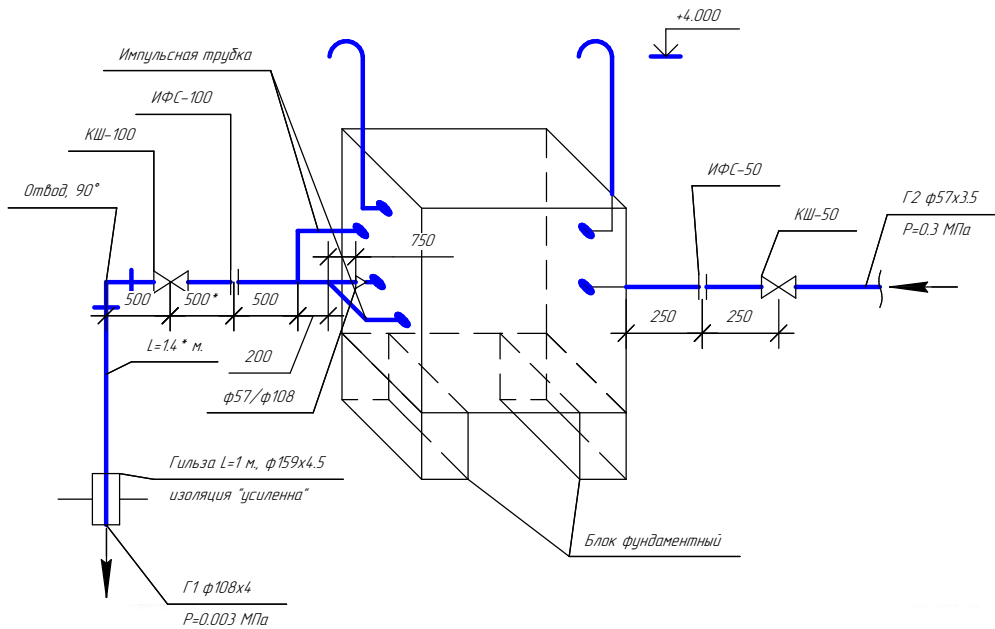 +4.000
Импульсная трубка
ИФС-100
КШ-100
Отвод, 90°
ИФС-50
КШ-50
Г2 ф57х3.5
Р=0.3 МПа
750
500
500*
500
250
250
L=1.4 * м.
200
ф57/ф108
Гильза L=1 м., ф159х4.5
изоляция "усиленна"
Блок фундаментный
Г1 ф108х4
Р=0.003 МПа